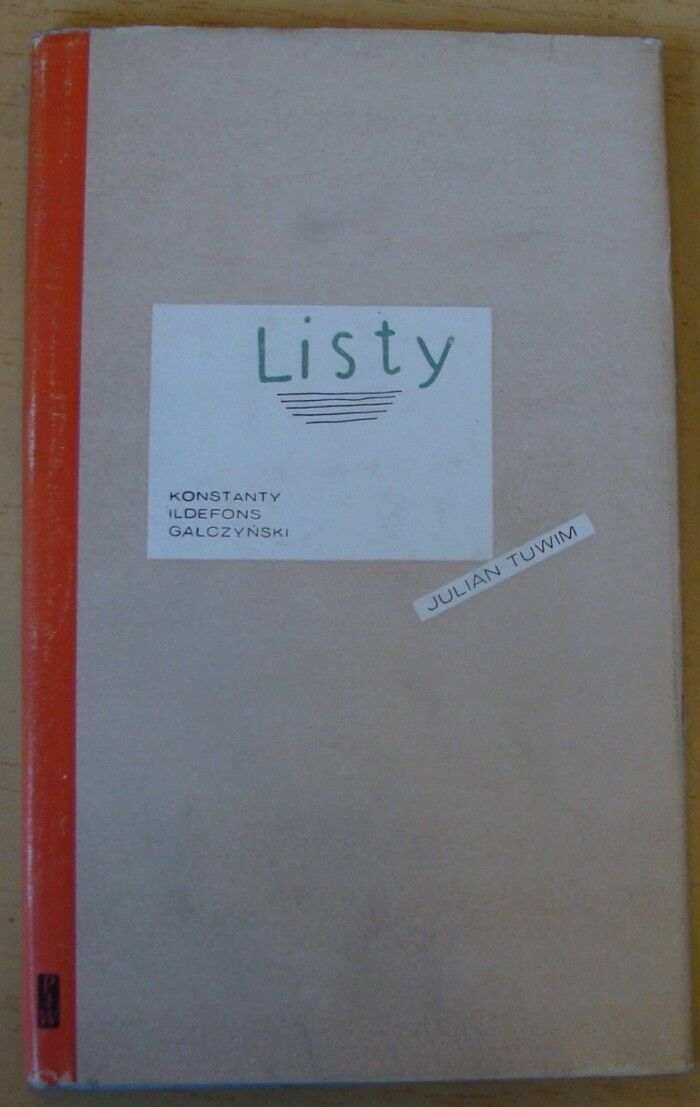 Listy
KONSTANTY
ILDEFONS
GAŁCZYŃSKI
JULIAN TUWIM
P
I
W